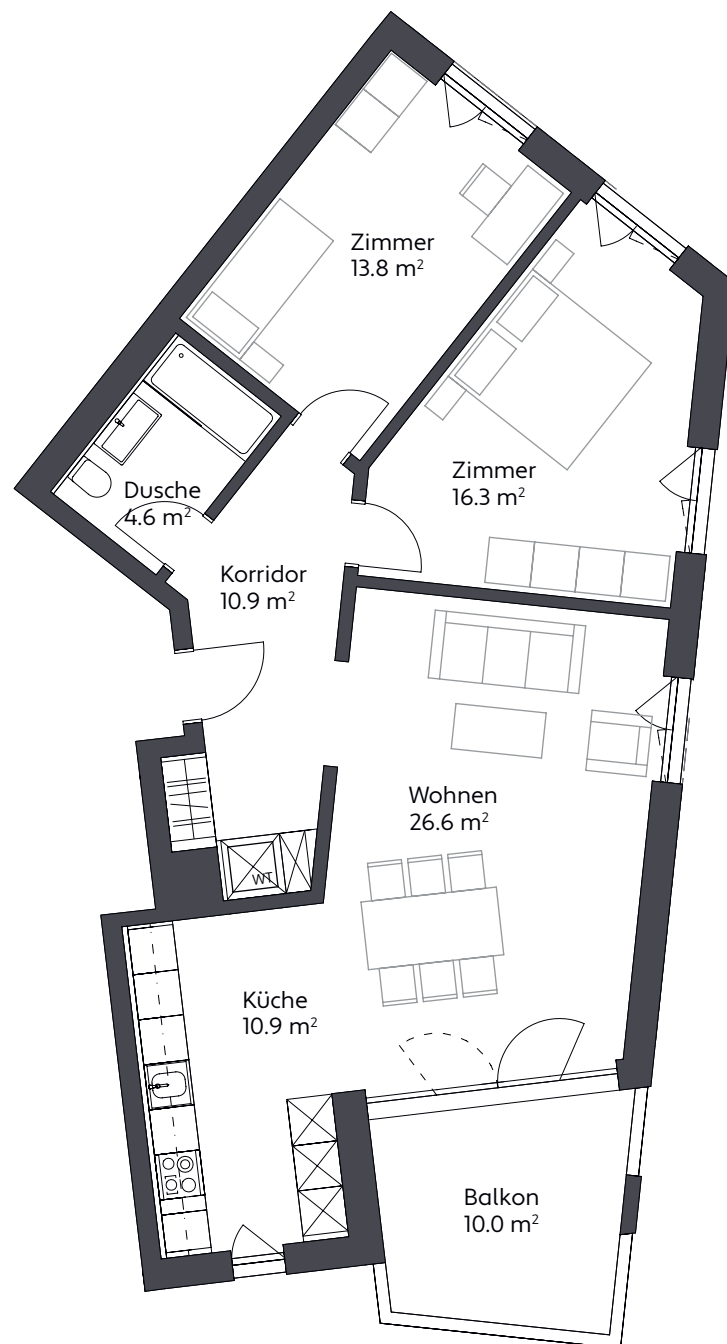 Zimmer
13.8 m²
Zimmer
16.3 m²
Dusche
4.6 m²
Korridor
10.9 m²
Wohnen
26.6 m²
WT
Küche
10.9 m²
Balkon
10.0 m²